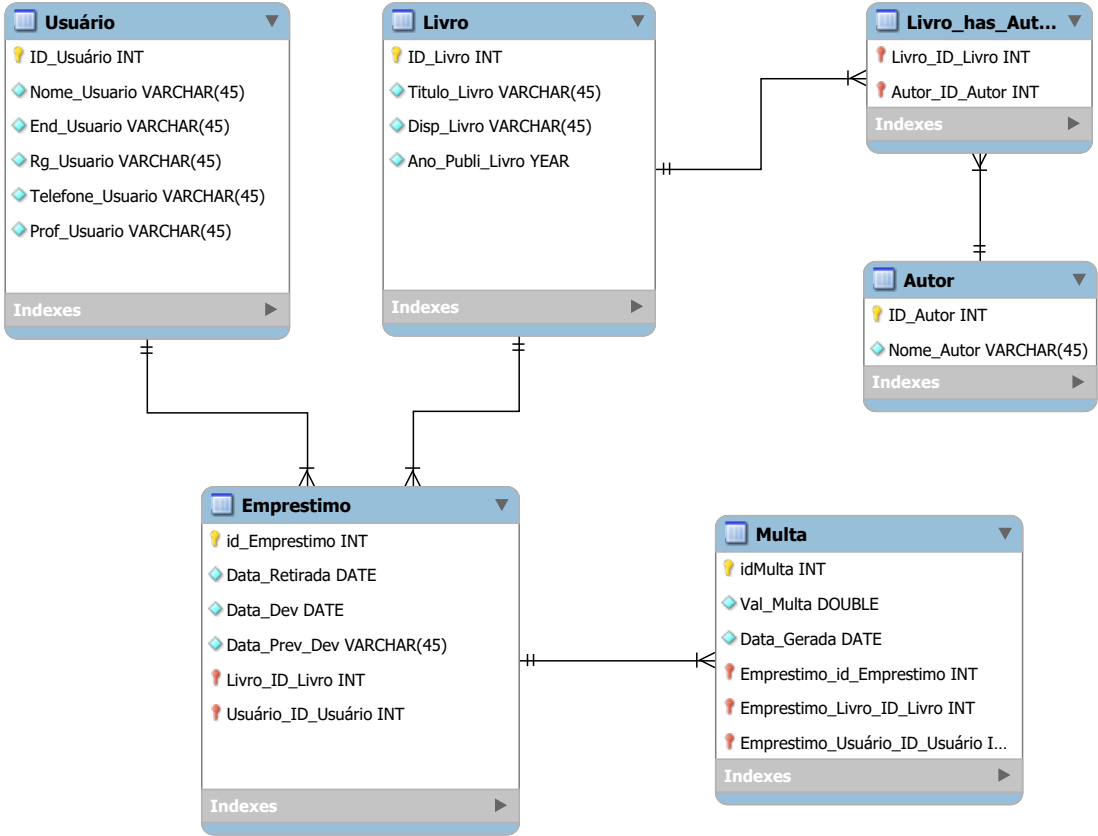 Usuário
ID_Usuário INT
Nome_Usuario VARCHAR(45)
End_Usuario VARCHAR(45)
Rg_Usuario VARCHAR(45)
Telefone_Usuario VARCHAR(45)
Prof_Usuario VARCHAR(45)
Indexes
Livro
ID_Livro INT
Titulo_Livro VARCHAR(45)
Disp_Livro VARCHAR(45)
Ano_Publi_Livro YEAR
Indexes
Livro_has_Aut...
Livro_ID_Livro INT
Autor_ID_Autor INT
Indexes
Autor
ID_Autor INT
Nome_Autor VARCHAR(45)
Indexes
Emprestimo
id_Emprestimo INT
Data_Retirada DATE
Data_Dev DATE
Data_Prev_Dev VARCHAR(45)
Livro_ID_Livro INT
Usuário_ID_Usuário INT
Indexes
Multa
idMulta INT
Val_Multa DOUBLE
Data_Gerada DATE
Emprestimo_id_Emprestimo INT
Emprestimo_Livro_ID_Livro INT
Emprestimo_Usuário_ID_Usuário I...
Indexes